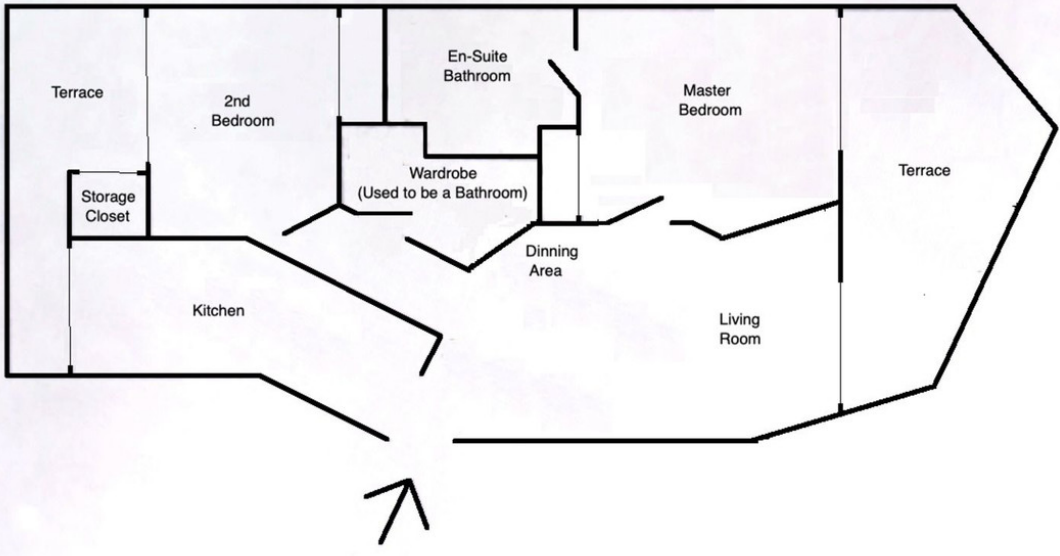 En-Suite
Bathroom
Terrace
2nd
Bedroom
Master
Bedroom
Terrace
Wardrobe
(Used to be a Bathroom)
Storage
Closet
Dinning
Area
Kitchen
Living
Room